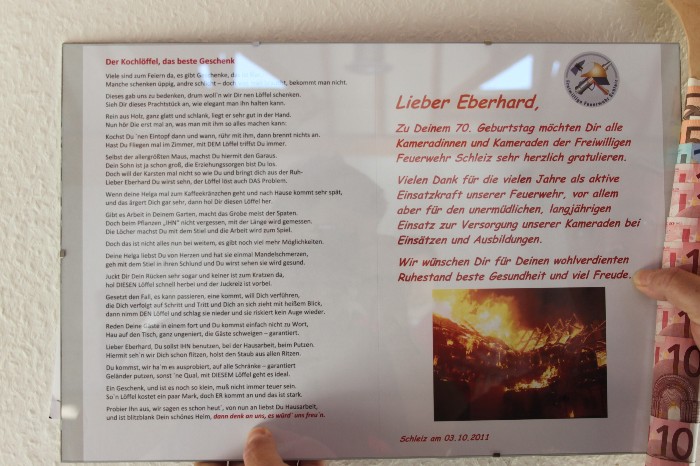 Der Kochlöffel, das beste Geschenk
Viele sind zum Feiern da, es gibt Geschenke,
Manche schenken üppig, andre schlicht – doch bekommt man nicht.
Dieses gab uns zu bedenken, drum woll´n wir Dir nen Löffel schenken.
Sieh Dir dieses Prachtstück an, wie elegant man ihn halten kann.
Rein aus Holz, ganz glatt und schlank, liegt er sehr gut in der Hand.
Nun hör Dir erst mal an, was man mit ihm so alles machen kann:
Kochst Du ´nen Eintopf dann und wann, rühr mit ihm, dann brennt nichts an.
Hast Du Fliegen mal im Zimmer, mit DEM Löffel triffst Du immer.
Selbst der allergrößten Maus, machst Du hiermit den Garaus.
Dein Sohn ist ja schon groß, die Erziehungssorgen bist Du los.
Doch will der Karsten mal nicht so wie Du und bringt dich aus der Ruh-
Lieber Eberhard Du wirst sehn, der Löffel löst auch DAS Problem.
Wenn deine Helga mal zum Kaffeekränzchen geht und nach Hause kommt sehr spät,
und das ärgert Dich gar sehr, dann hol Dir diesen Löffel her.
Gibt es Arbeit in Deinem Garten, macht das Grobe meist der Spaten.
Doch beim Pflanzen „IHN" nicht vergessen, mit der Länge wird gemessen.
Die Löcher machst Du mit dem Stiel und die Arbeit wird zum Spiel.
Doch das ist nicht alles nun bei weitem, es gibt noch viel mehr Möglichkeiten.
Deine Helga liebst Du von Herzen und hat sie einmal Mandelschmerzen,
geh mit dem Stiel in ihren Schlund und Du wirst sehen sie wird gesund.
Juckt Dir Dein Rücken sehr sogar und keiner ist zum Kratzen da,
hol DIESEN Löffel schnell herbei und der Juckreiz ist vorbei.
Gesetzt den Fall, es kann passieren, eine kommt, will Dich verführen,
die Dich verfolgt auf Schritt und Tritt und Dich an sich zieht mit heißem Blick,
dann nimm DEN Löffel und schlag sie nieder und sie riskiert kein Auge wieder.
Reden Deine Gäste in einem fort und Du kommst einfach nicht zu Wort,
Hau auf den Tisch, ganz ungeniert, die Gäste schweigen – garantiert.
Lieber Eberhard, Du sollst IHN benutzen, bei der Hausarbeit, beim Putzen.
Hiermit seh´n wir Dich schon flitzen, holst den Staub aus allen Ritzen.
Du kommst, wir ha´m es ausprobiert, auf alle Schränke – garantiert
Geländer putzen, sonst ´ne Qual, mit DIESEM Löffel geht es ideal.
Ein Geschenk, und ist es noch so klein, muß nicht immer teuer sein.
So´n Löffel kostet ein paar Mark, doch ER kommt an und das ist stark.
Probier Ihn aus, wir sagen es schon heut´, von nun an liebst Du Hausarbeit,
und ist blitzblank Dein schönes Heim, dann denk an uns, es würd´ uns freu´n.
Freiwillige Feuerwehr Schleiz
Lieber Eberhard,
Zu Deinem 70. Geburtstag möchten Dir alle
Kameradinnen und Kameraden der Freiwilligen
Feuerwehr Schleiz sehr herzlich gratulieren.
Vielen Dank für die vielen Jahre als aktive
Einsatzkraft unserer Feuerwehr, vor allem
aber für den unermüdlichen, langjährigen
Einsatz zur Versorgung unserer Kameraden bei
Einsätzen und Ausbildungen.
Wir wünschen Dir für Deinen wohlverdienten
Ruhestand beste Gesundheit und viel Freude.
Schleiz am 03.10.2011
10
10
10